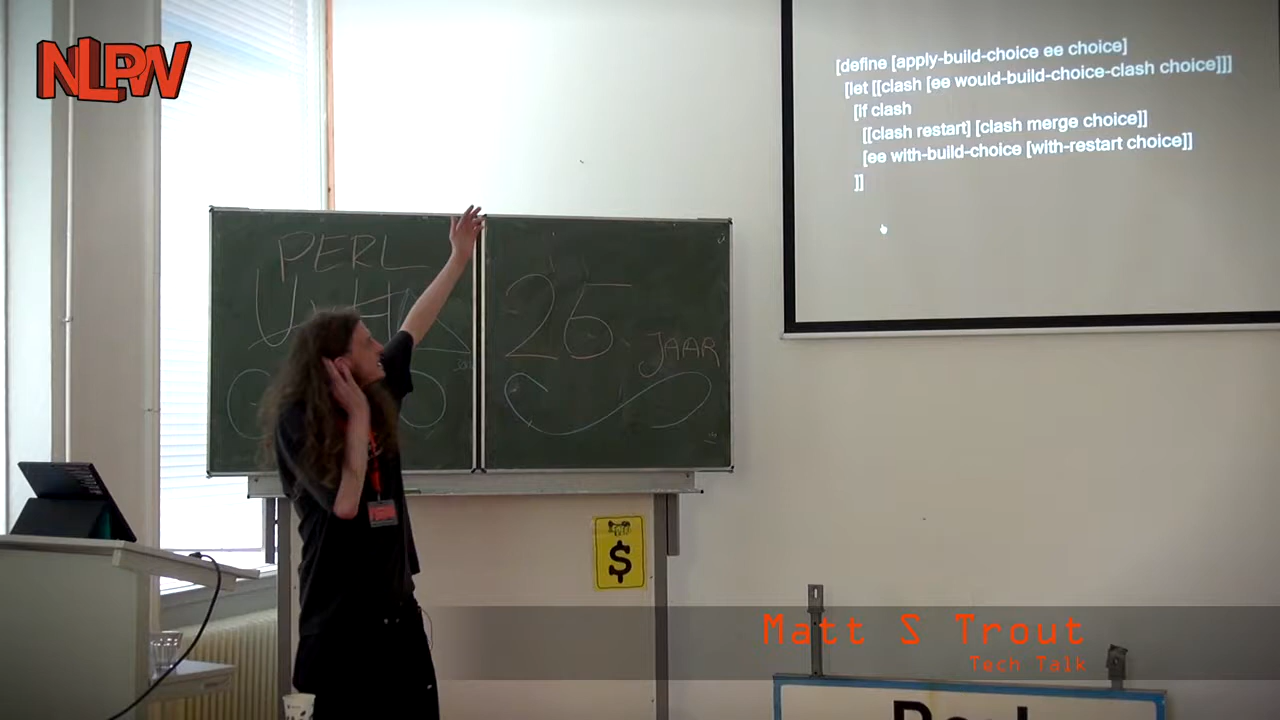 NLPW
[define [apply-build-choice ee choice]
[let [[clash [ee would-build-choice-clash choice]]]
[if clash
[[clash restart] [clash merge choice]]
[ee with-build-choice [with-restart choice]]
]]
PERL
25
JAAR
$
Matt S Trout
Tech Talk